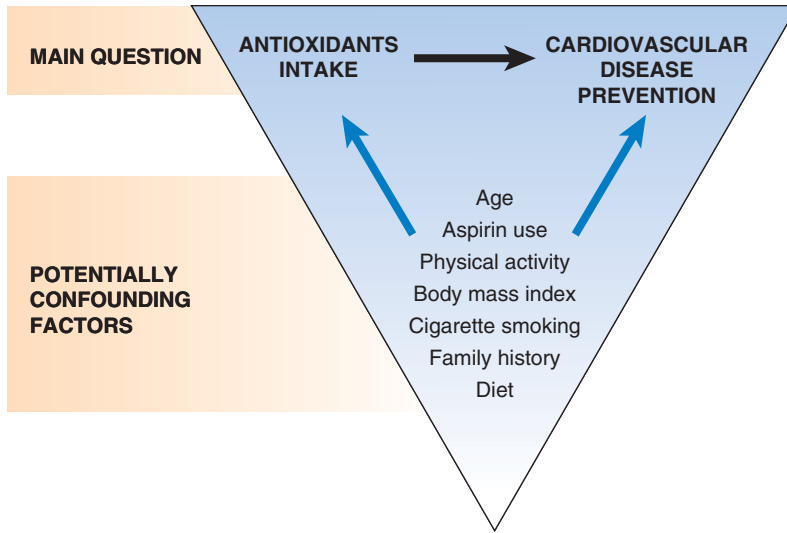 MAIN QUESTION
ANTIOXIDANTS
INTAKE
CARDIOVASCULAR
DISEASE
PREVENTION
POTENTIALLY
CONFOUNDING
FACTORS
Age
Aspirin use
Physical activity
Body mass index
Cigarette smoking
Family history
Diet